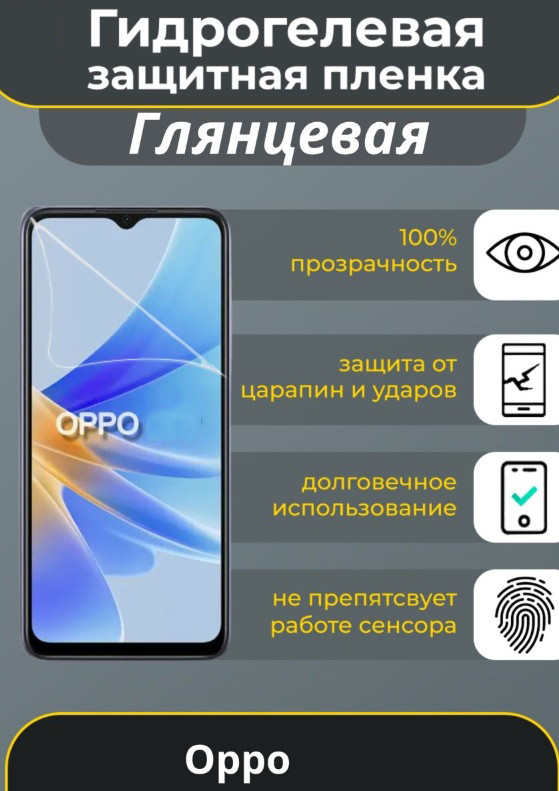 Гидрогелевая
защитная пленка
Глянцевая
100%
прозрачность
защита от
царапин и ударов
OPPO
долговечное
использование
не препятсвует
работе сенсора
Oppo